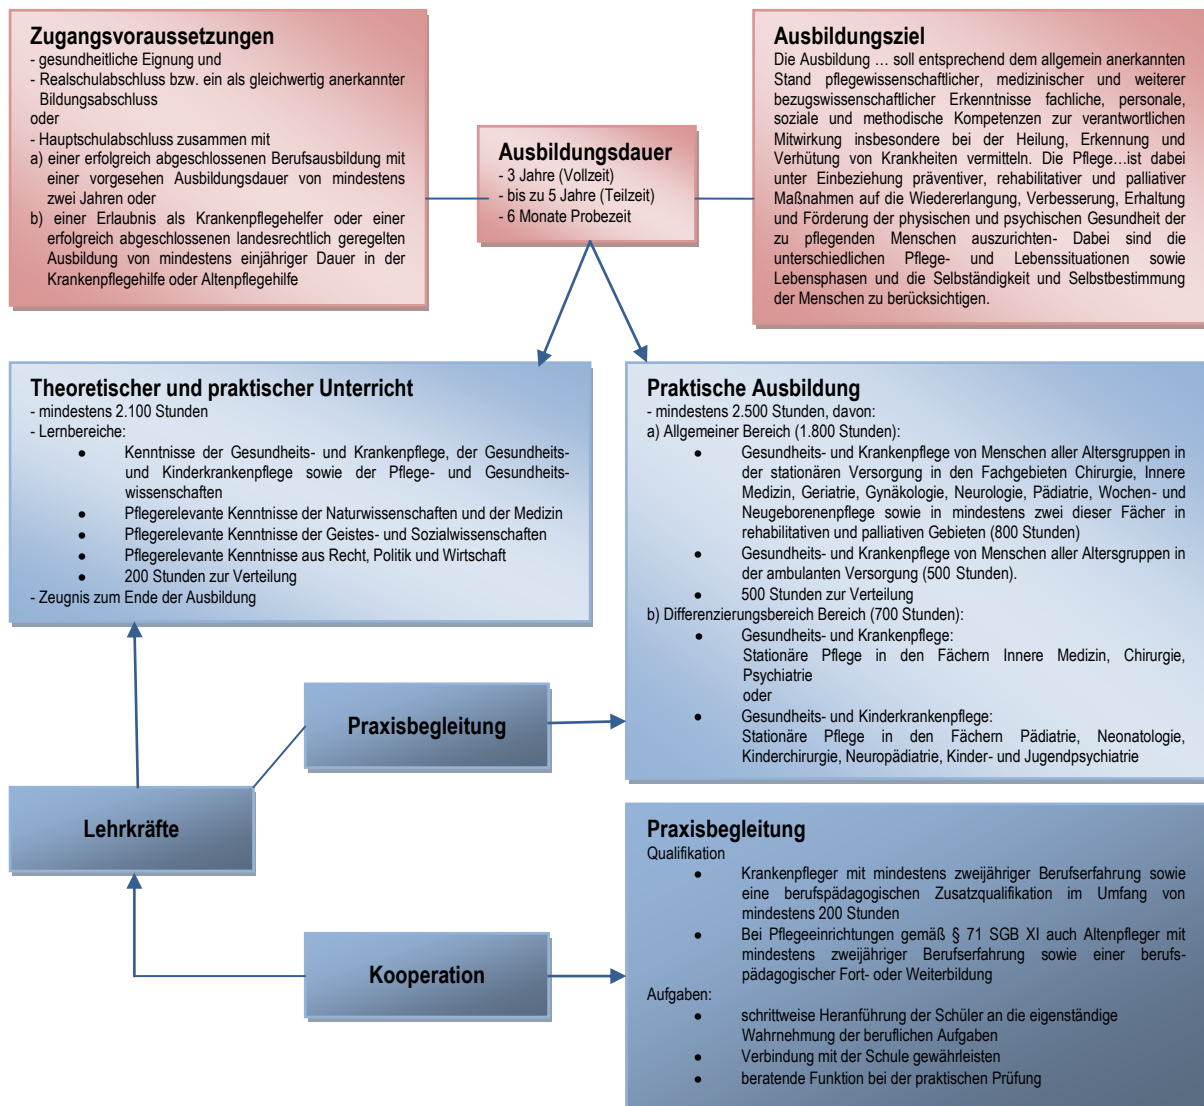 Zugangsvoraussetzungen
- gesundheitliche Eignung und
- Realschulabschluss bzw. ein als gleichwertig anerkannter
Bildungsabschluss
oder
- Hauptschulabschluss zusammen mit
a) einer erfolgreich abgeschlossenen Berufsausbildung mit
einer vorgesehen Ausbildungsdauer von mindestens
zwei Jahren oder
b) einer Erlaubnis als Krankenpflegehelfer oder einer
erfolgreich abgeschlossenen landesrechtlich geregelten
Ausbildung von mindestens einjähriger Dauer in der
Krankenpflegehilfe oder Altenpflegehilfe
Ausbildungsdauer
- 3 Jahre (Vollzeit)
- bis zu 5 Jahre (Teilzeit)
- 6 Monate Probezeit
Ausbildungsziel
Die Ausbildung … soll entsprechend dem allgemein anerkannten
Stand pflegewissenschaftlicher, medizinischer und weiterer
bezugswissenschaftlicher Erkenntnisse fachliche, personale,
soziale und methodische Kompetenzen zur verantwortlichen
Mitwirkung insbesondere bei der Heilung, Erkennung und
Verhütung von Krankheiten vermitteln. Die Pflege…ist dabei
unter Einbeziehung präventiver, rehabilitativer und palliativer
Maßnahmen auf die Wiedererlangung, Verbesserung, Erhaltung
und Förderung der physischen und psychischen Gesundheit der
zu pflegenden Menschen auszurichten- Dabei sind die
unterschiedlichen Pflege- und Lebenssituationen sowie
Lebensphasen und die Selbständigkeit und Selbstbestimmung
der Menschen zu berücksichtigen.
Theoretischer und praktischer Unterricht
- mindestens 2.100 Stunden
- Lernbereiche:
● Kenntnisse der Gesundheits- und Krankenpflege, der Gesundheits-
und Kinderkrankenpflege sowie der Pflege- und Gesundheits-
wissenschaften
● Pflegerelevante Kenntnisse der Naturwissenschaften und der Medizin
● Pflegerelevante Kenntnisse der Geistes- und Sozialwissenschaften
● Pflegerelevante Kenntnisse aus Recht, Politik und Wirtschaft
● 200 Stunden zur Verteilung
- Zeugnis zum Ende der Ausbildung
Praktische Ausbildung
- mindestens 2.500 Stunden, davon:
a) Allgemeiner Bereich (1.800 Stunden):
● Gesundheits- und Krankenpflege von Menschen aller Altersgruppen in
der stationären Versorgung in den Fachgebieten Chirurgie, Innere
Medizin, Geriatrie, Gynäkologie, Neurologie, Pädiatrie, Wochen- und
Neugeborenenpflege sowie in mindestens zwei dieser Fächer in
rehabilitativen und palliativen Gebieten (800 Stunden)
● Gesundheits- und Krankenpflege von Menschen aller Altersgruppen in
der ambulanten Versorgung (500 Stunden).
● 500 Stunden zur Verteilung
b) Differenzierungsbereich Bereich (700 Stunden):
● Gesundheits- und Krankenpflege:
Stationäre Pflege in den Fächern Innere Medizin, Chirurgie,
Psychiatrie
oder
● Gesundheits- und Kinderkrankenpflege:
Stationäre Pflege in den Fächern Pädiatrie, Neonatologie,
Kinderchirurgie, Neuropädiatrie, Kinder- und Jugendpsychiatrie
Praxisbegleitung
Lehrkräfte
Kooperation
Praxisbegleitung
Qualifikation
● Krankenpfleger mit mindestens zweijähriger Berufserfahrung sowie
eine berufspädagogischen Zusatzqualifikation im Umfang von
mindestens 200 Stunden
● Bei Pflegeeinrichtungen gemäß § 71 SGB XI auch Altenpfleger mit
mindestens zweijähriger Berufserfahrung sowie einer berufs-
pädagogischer Fort- oder Weiterbildung
Aufgaben:
● schrittweise Heranführung der Schüler an die eigenständige
Wahrnehmung der beruflichen Aufgaben
● Verbindung mit der Schule gewährleisten
● beratende Funktion bei der praktischen Prüfung